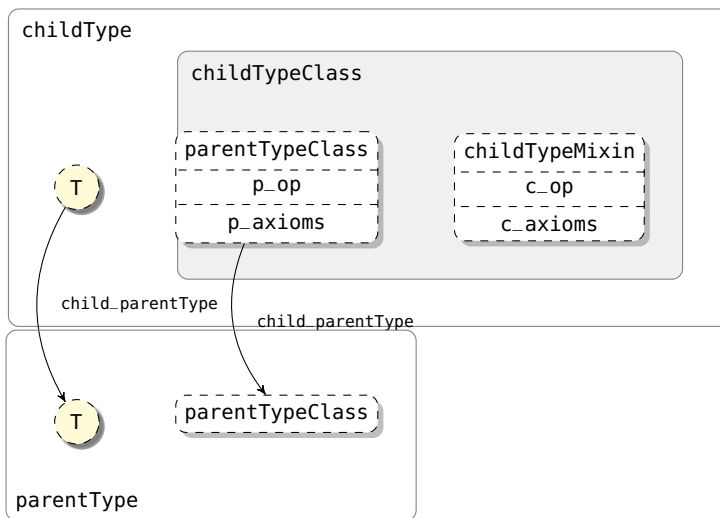 childType
childTypeClass
parentTypeClass
p_op
p_axioms
childTypeMixin
c_op
c_axioms
T
child_parentType
child_parentType
T
parentTypeClass
parentType